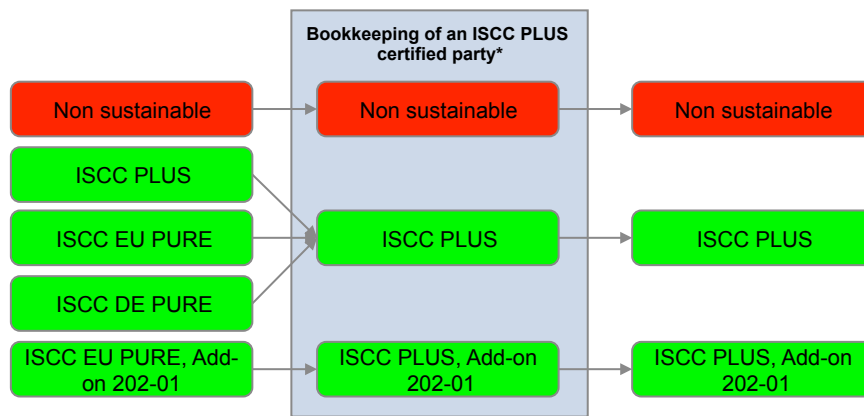 Bookkeeping of an ISCC PLUS
certified party*
Non sustainable
Non sustainable
Non sustainable
ISCC PLUS
ISCC EU PURE
ISCC PLUS
ISCC PLUS
ISCC DE PURE
ISCC EU PURE, Add-
on 202-01
ISCC PLUS, Add-on
202-01
ISCC PLUS, Add-on
202-01